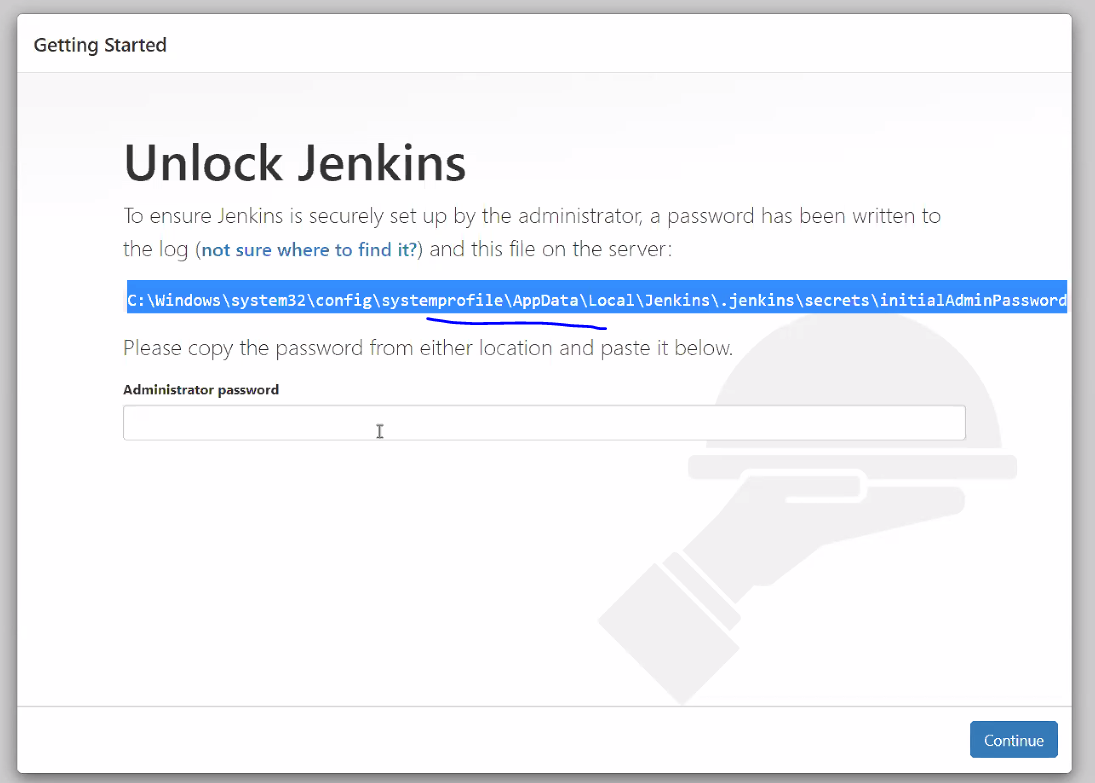 Getting Started
Unlock Jenkins
To ensure Jenkins is securely set up by the administrator, a password has been written to
the log (not sure where to find it?) and this file on the server:
C:\Windows\system32\config\systemprofile\AppData\Local\Jenkins\.jenkins\secrets\initialAdminPassword
Please copy the password from either location and paste it below.
Administrator password
Continue